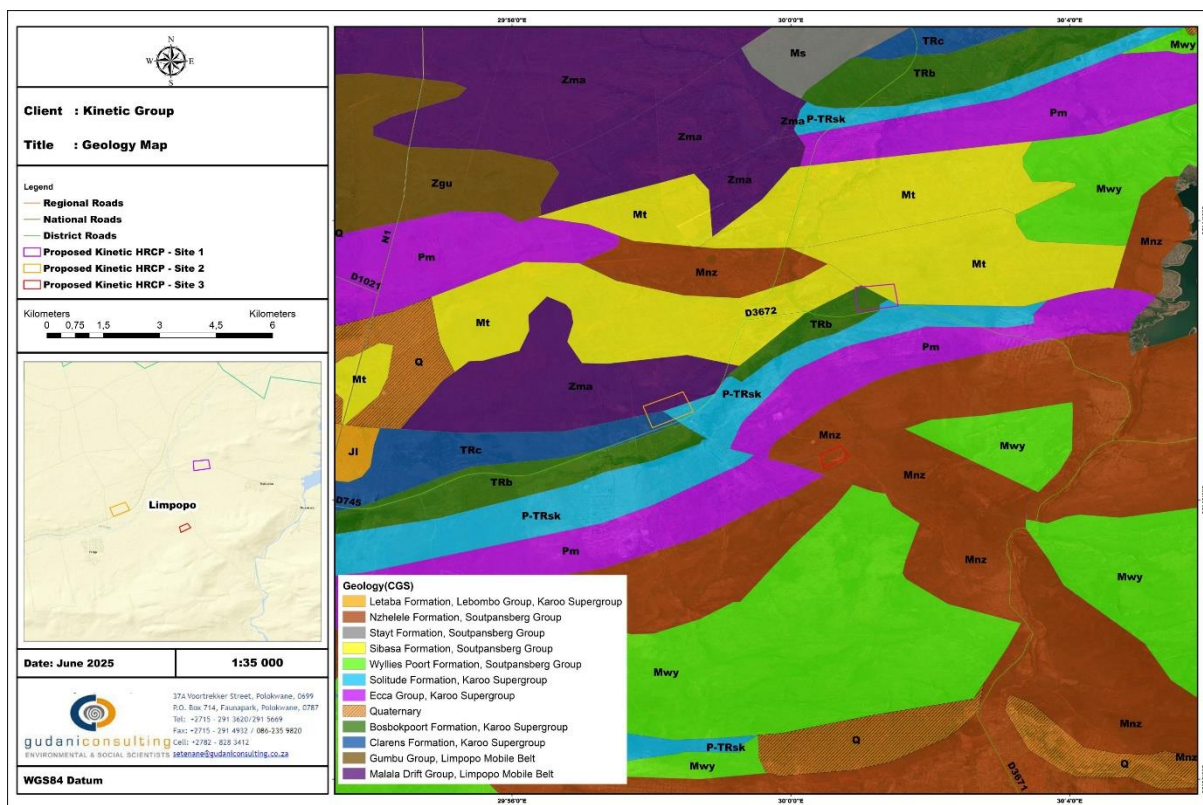 N
W E
S
Client : Kinetic Group
Title : Geology Map
Legend
Regional Roads
National Roads
District Roads
Proposed Kinetic HRCP - Site 1
Proposed Kinetic HRCP - Site 2
Proposed Kinetic HRCP - Site 3
Kilometers Kilometers
0 0,75 1,5 3 4,5 6
Limpopo
Date: June 2025 1:35 000
gudaniconsulting
ENVIRONMENTAL & SOCIAL SCIENTISTS
37A Voortrekker Street, Polokwane, 0699
P.O. Box 714, Faunapark, Polokwane, 0787
Tel: +2715 - 291 3620/291 5669
Fax: +2715 - 291 4932 / 086-235 9820
Cell: +2782 - 828 3412
setenane@gudaniconsulting.co.za
WGS84 Datum
29°56'0"E 30°0'0"E 30°4'0"E
Ms TRc Mwy
Zma TRb
Zma P-TRsk Pm
Zma
Zgu Zma Mt Mwy
Mt
Q N1 Pm Mnz Mnz
Mt
D1021
D3672
Mt TRb
Q Pm
Mt Zma P-TRsk
Mnz Mwy
Jl TRc Mnz
TRb
D745
P-TRsk
Pm Mnz
Mwy
Mwy
Mnz
P-TRsk Q Mnz
Mwy Q
D3671
Geology(CGS)
Letaba Formation, Lebombo Group, Karoo Supergroup
Nzhelele Formation, Soutpansberg Group
Stayt Formation, Soutpansberg Group
Sibasa Formation, Soutpansberg Group
Wyllies Poort Formation, Soutpansberg Group
Solitude Formation, Karoo Supergroup
Ecca Group, Karoo Supergroup
Quaternary
Bosbokpoort Formation, Karoo Supergroup
Clarens Formation, Karoo Supergroup
Gumbu Group, Limpopo Mobile Belt
Malala Drift Group, Limpopo Mobile Belt
29°56'0"E 30°0'0"E 30°4'0"E